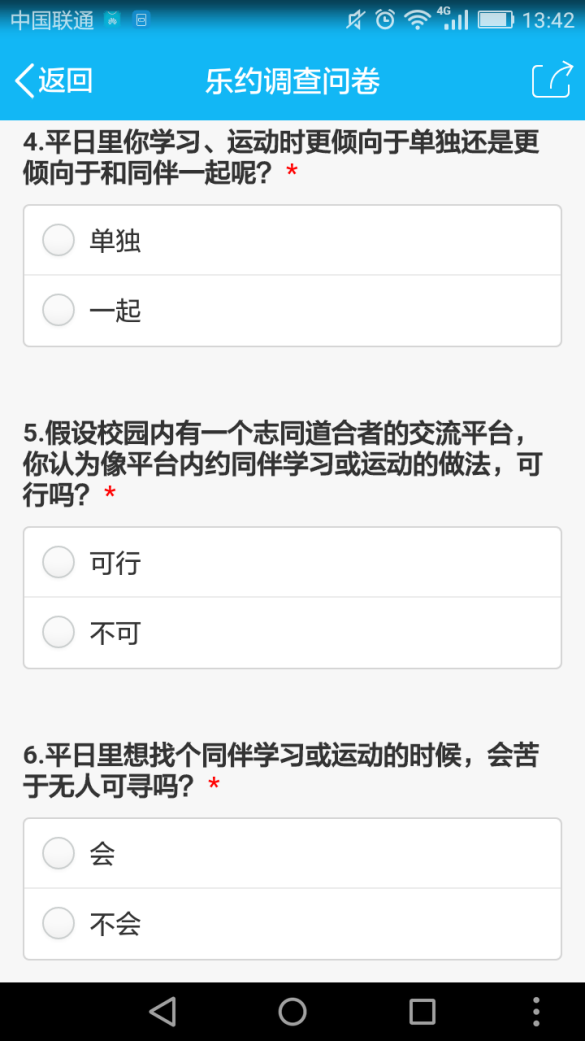 中国联通 4G 13:42
返回 乐约调查问卷
4.平日里你学习、运动时更倾向于单独还是更
倾向于和同伴一起呢？ *
单独
一起
5.假设校园内有一个志同道合者的交流平台，
你认为像平台内约同伴学习或运动的做法，可
行吗？ *
可行
不可
6.平日里想找个同伴学习或运动的时候，会苦
于无人可寻吗？ *
会
不会